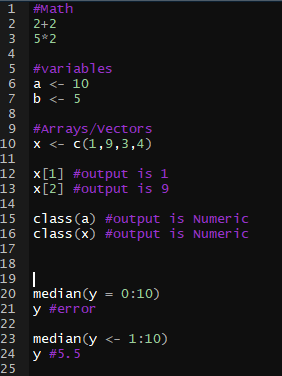 1 #Math
2 2+2
3 5*2
4
5 #variables
6 a <- 10
7 b <- 5
8
9 #Arrays/Vectors
10 x <- c(1,9,3,4)
11
12 x[1] #output is 1
13 x[2] #output is 9
14
15 class(a) #output is Numeric
16 class(x) #output is Numeric
17
18
19
20 median(y = 0:10)
21 y #error
22
23 median(y <- 1:10)
24 y #5.5
25